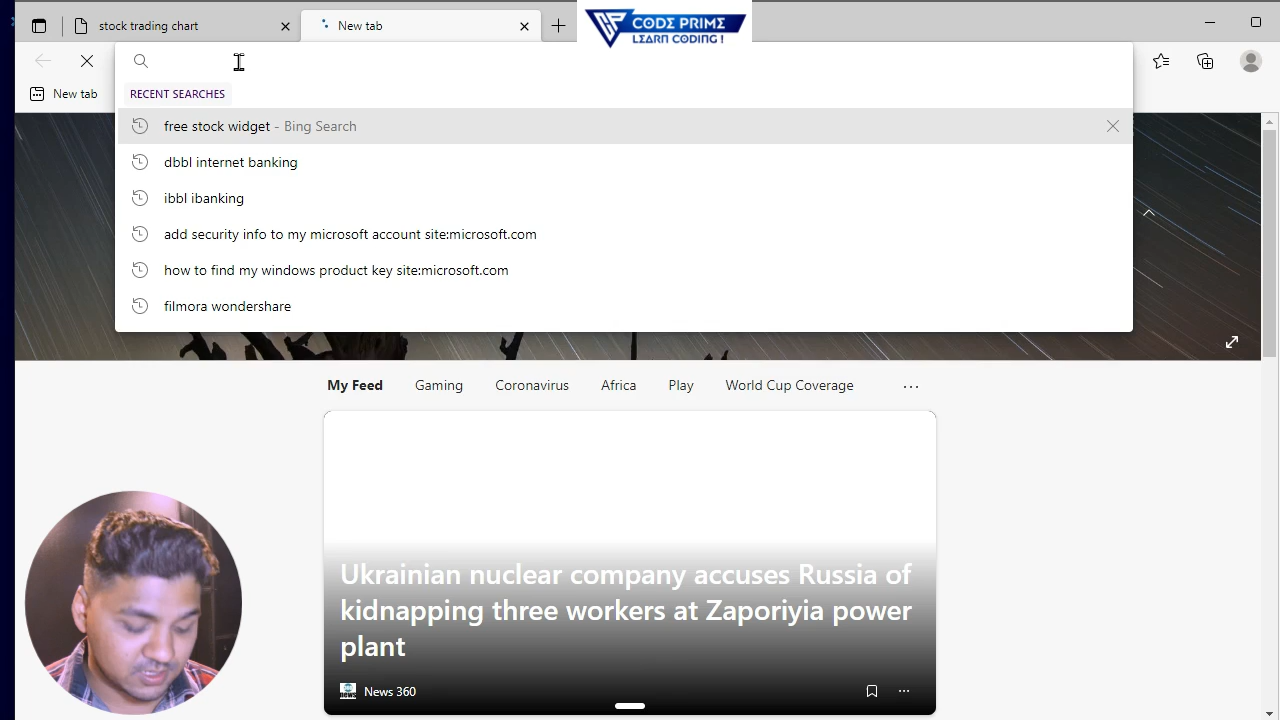 stock trading chart
New tab
CODE PRIME
LEARN CODING !
New tab
RECENT SEARCHES
free stock widget - Bing Search
dbbl internet banking
ibbl ibanking
add security info to my microsoft account site:microsoft.com
how to find my windows product key site:microsoft.com
filmora wondershare
My Feed
Gaming
Coronavirus
Africa
Play
World Cup Coverage
Ukrainian nuclear company accuses Russia of
kidnapping three workers at Zaporiyia power
plant
News 360